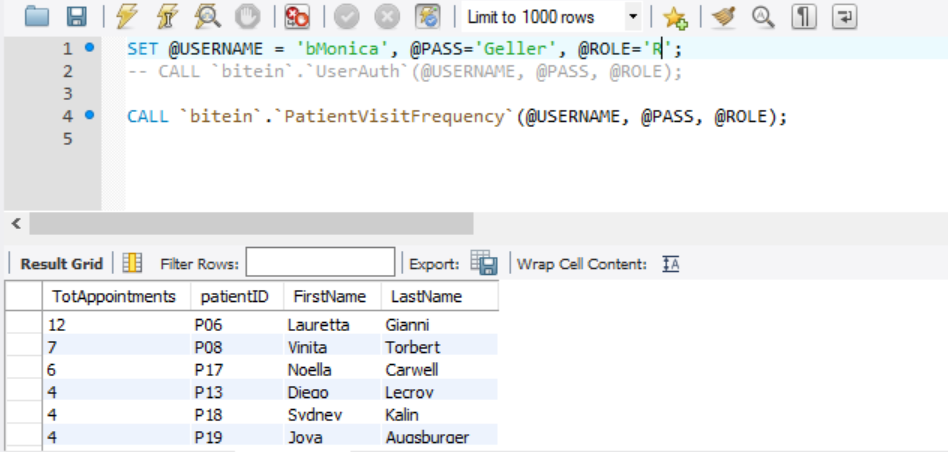 Limit to 1000 rows
1 SET @USERNAME = 'bMonica', @PASS='Geller', @ROLE='R';
2 -- CALL `bitein`.`UserAuth`(@USERNAME, @PASS, @ROLE);
3
4 CALL `bitein`.`PatientVisitFrequency`(@USERNAME, @PASS, @ROLE);
5
Result Grid Filter Rows: Export: Wrap Cell Content: IA
TotAppointments patientID FirstName LastName
12 P06 Lauretta Gianni
7 P08 Vinita Torbert
6 P17 Noella Carwell
4 P13 Diego Lecroy
4 P18 Sydney Kalin
4 P19 Joya Augsburger